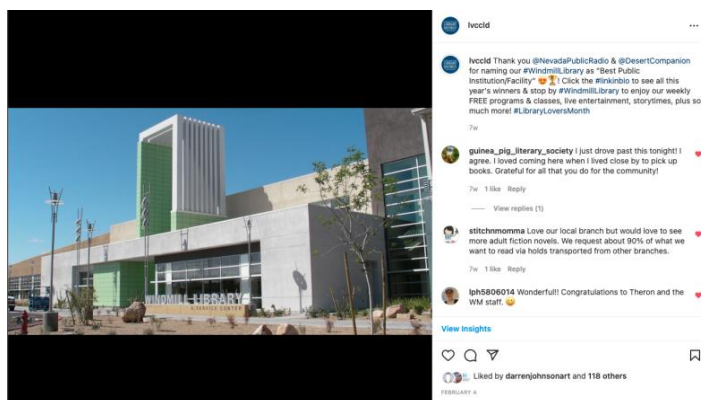 lvccld
lvccld Thank you @NevadaPublicRadio & @DesertCompanion
for naming our #WindmillLibrary as "Best Public
Institution/Facility" 😍🏆! Click the #linkinbio to see all this
year's winners & stop by #WindmillLibrary to enjoy our weekly
FREE programs & classes, live entertainment, storytimes, plus so
much more! #LibraryLoversMonth
7w
guinea_pig_literary_society I just drove past this tonight! I
agree. I loved coming here when I lived close by to pick up
books. Grateful for all that you do for the community!
7w 1 like Reply
View replies (1)
stitchnmomma Love our local branch but would love to see
more adult fiction novels. We request about 90% of what we
want to read via holds transported from other branches.
7w 1 like Reply
lph5806014 Wonderful!! Congratulations to Theron and the
WM staff. 😀
View Insights
Liked by darrenjohnsonart and 118 others
FEBRUARY 4
WINDMILL LIBRARY
& SERVICE CENTER